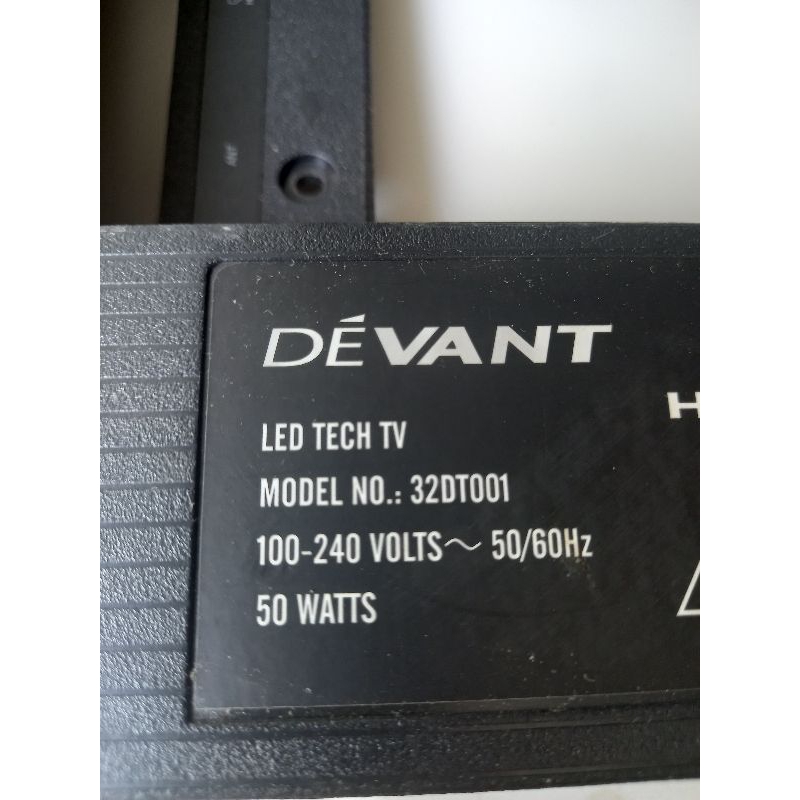 DÉVANT
H
LED TECH TV
MODEL NO.: 32DT001
100-240 VOLTS~ 50/60Hz
50 WATTS